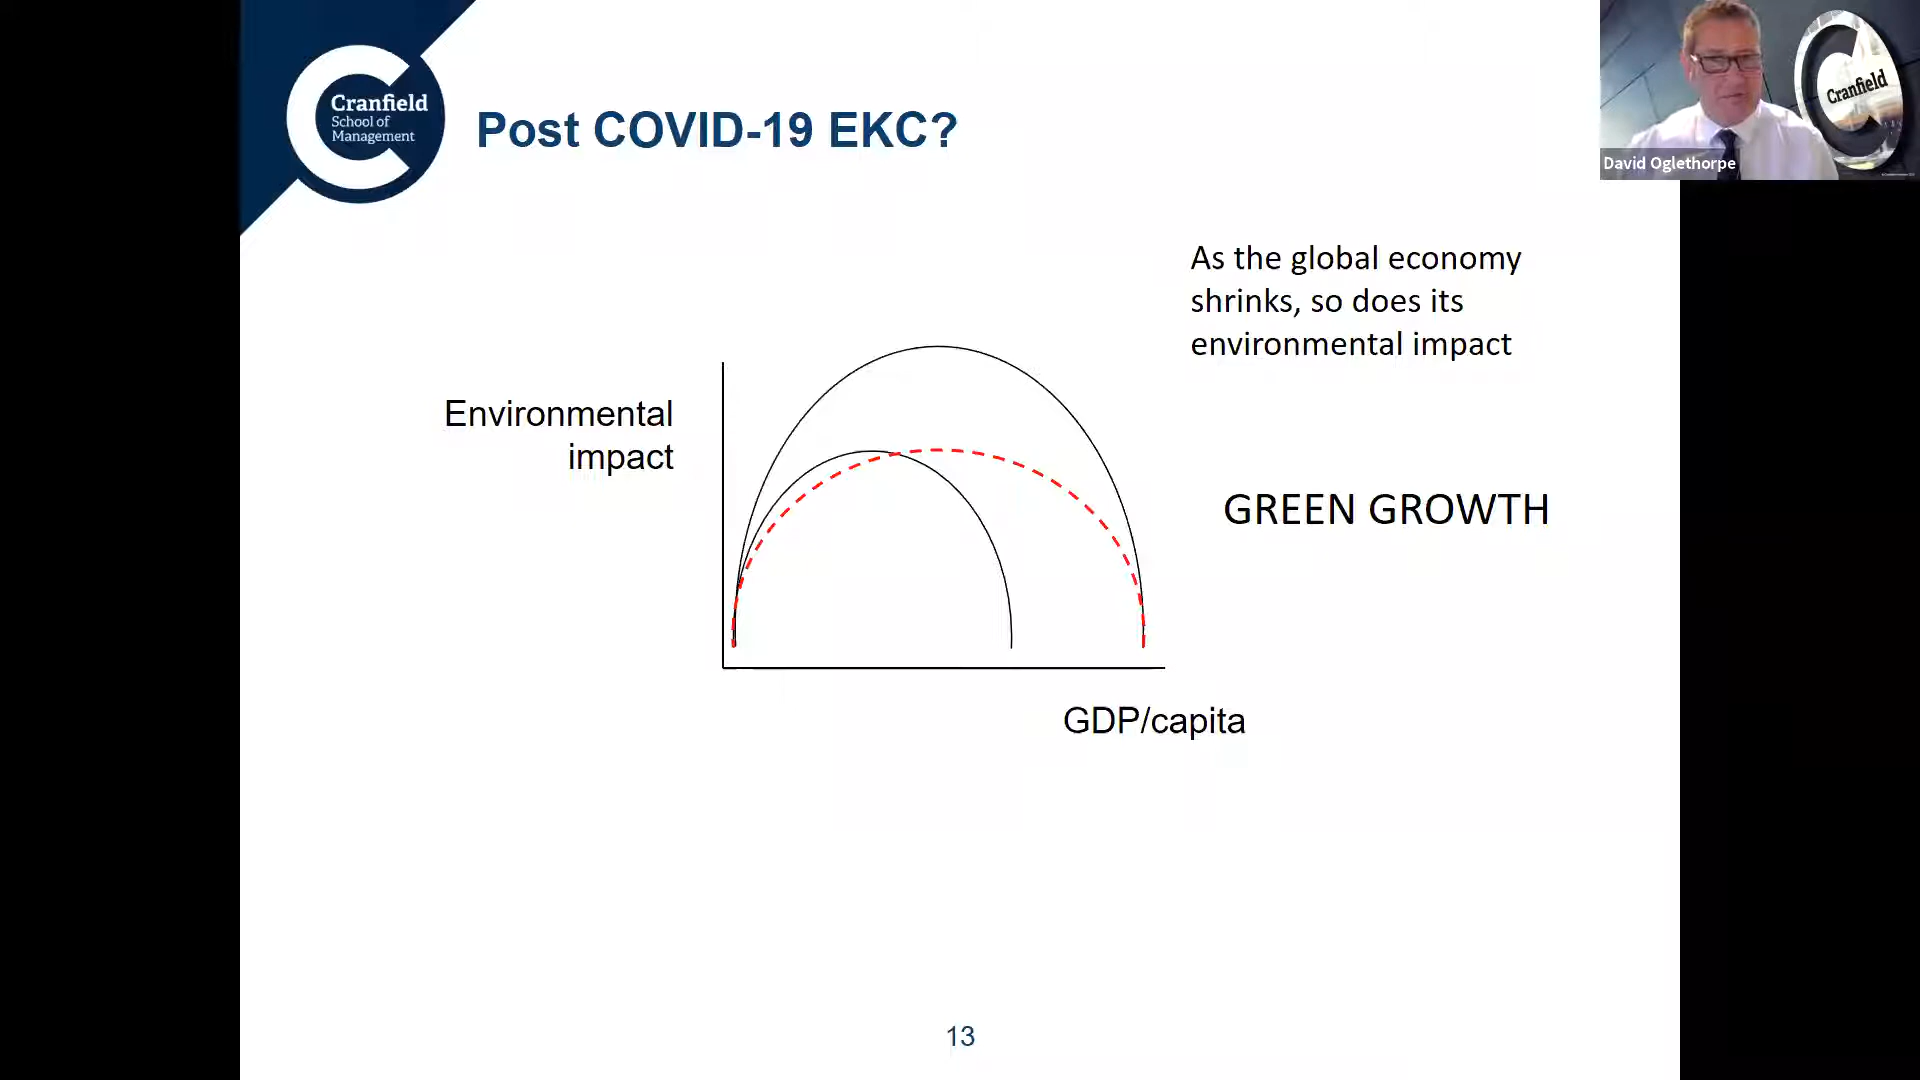 Cranfield
School of
Management
Post COVID-19 EKC?
Cranfield
David Oglethorpe
As the global economy
shrinks, so does its
environmental impact
Environmental
impact
GREEN GROWTH
GDP/capita
13